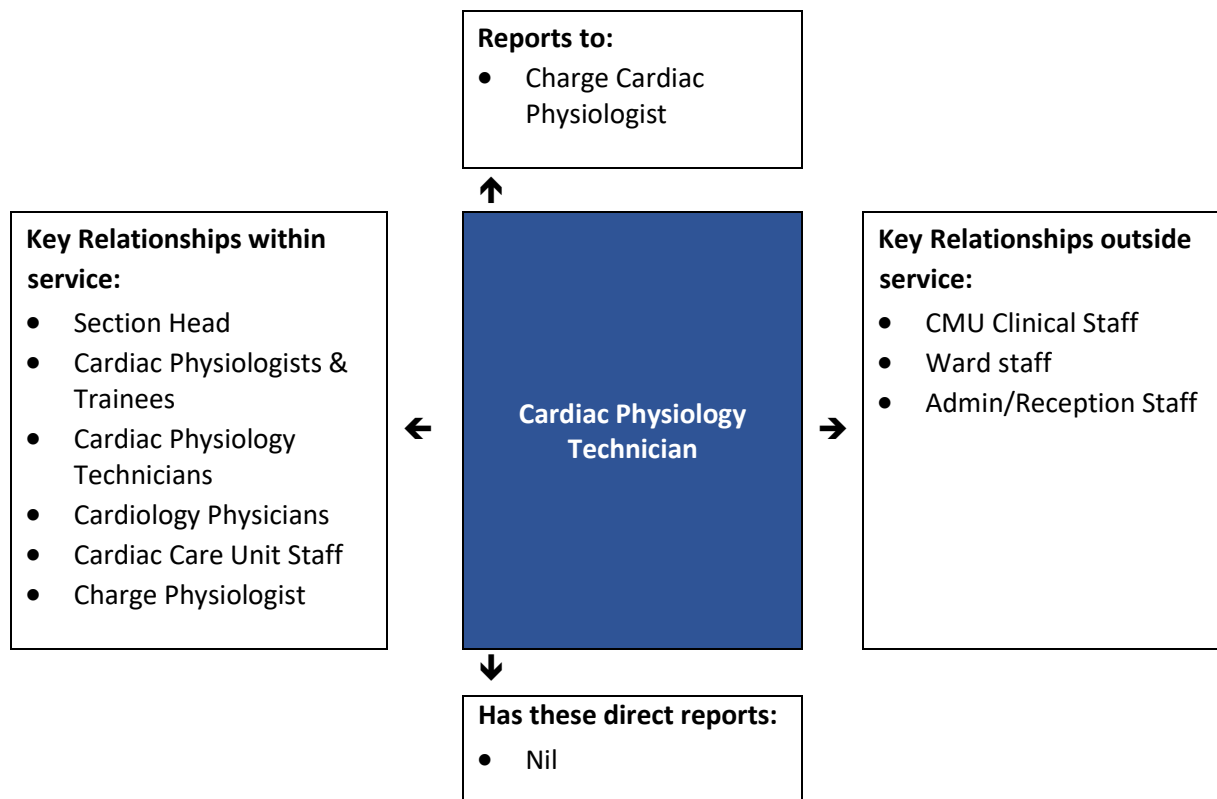 Reports to:
● Charge Cardiac
Physiologist
🡹
Key Relationships within
service:
● Section Head
● Cardiac Physiologists &
Trainees
● Cardiac Physiology
Technicians
● Cardiology Physicians
● Cardiac Care Unit Staff
● Charge Physiologist
🡸
Cardiac Physiology
Technician
🡺
Key Relationships outside
service:
● CMU Clinical Staff
● Ward staff
● Admin/Reception Staff
🡻
Has these direct reports:
● Nil